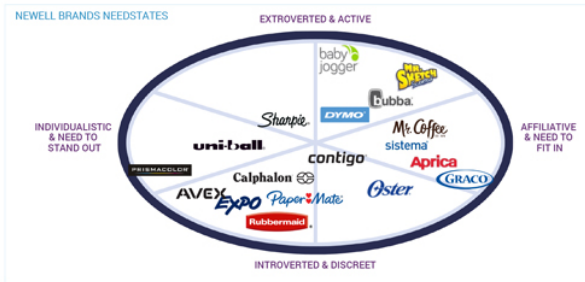 NEWELL BRANDS NEEDSTATES
EXTROVERTED & ACTIVE
baby
jogger
MR.
SKETCH
bubba.
DYMO
Sharpie.
Mr. Coffee
INDIVIDUALISTIC
& NEED TO
STAND OUT
AFFILIATIVE
& NEED TO
FIT IN
uni-ball
sistema
contigo
Aprica
PRISMACOLOR
Calphalon
GRACO
AVEX
EXPO
Paper Mate
Oster
Rubbermaid
INTROVERTED & DISCREET